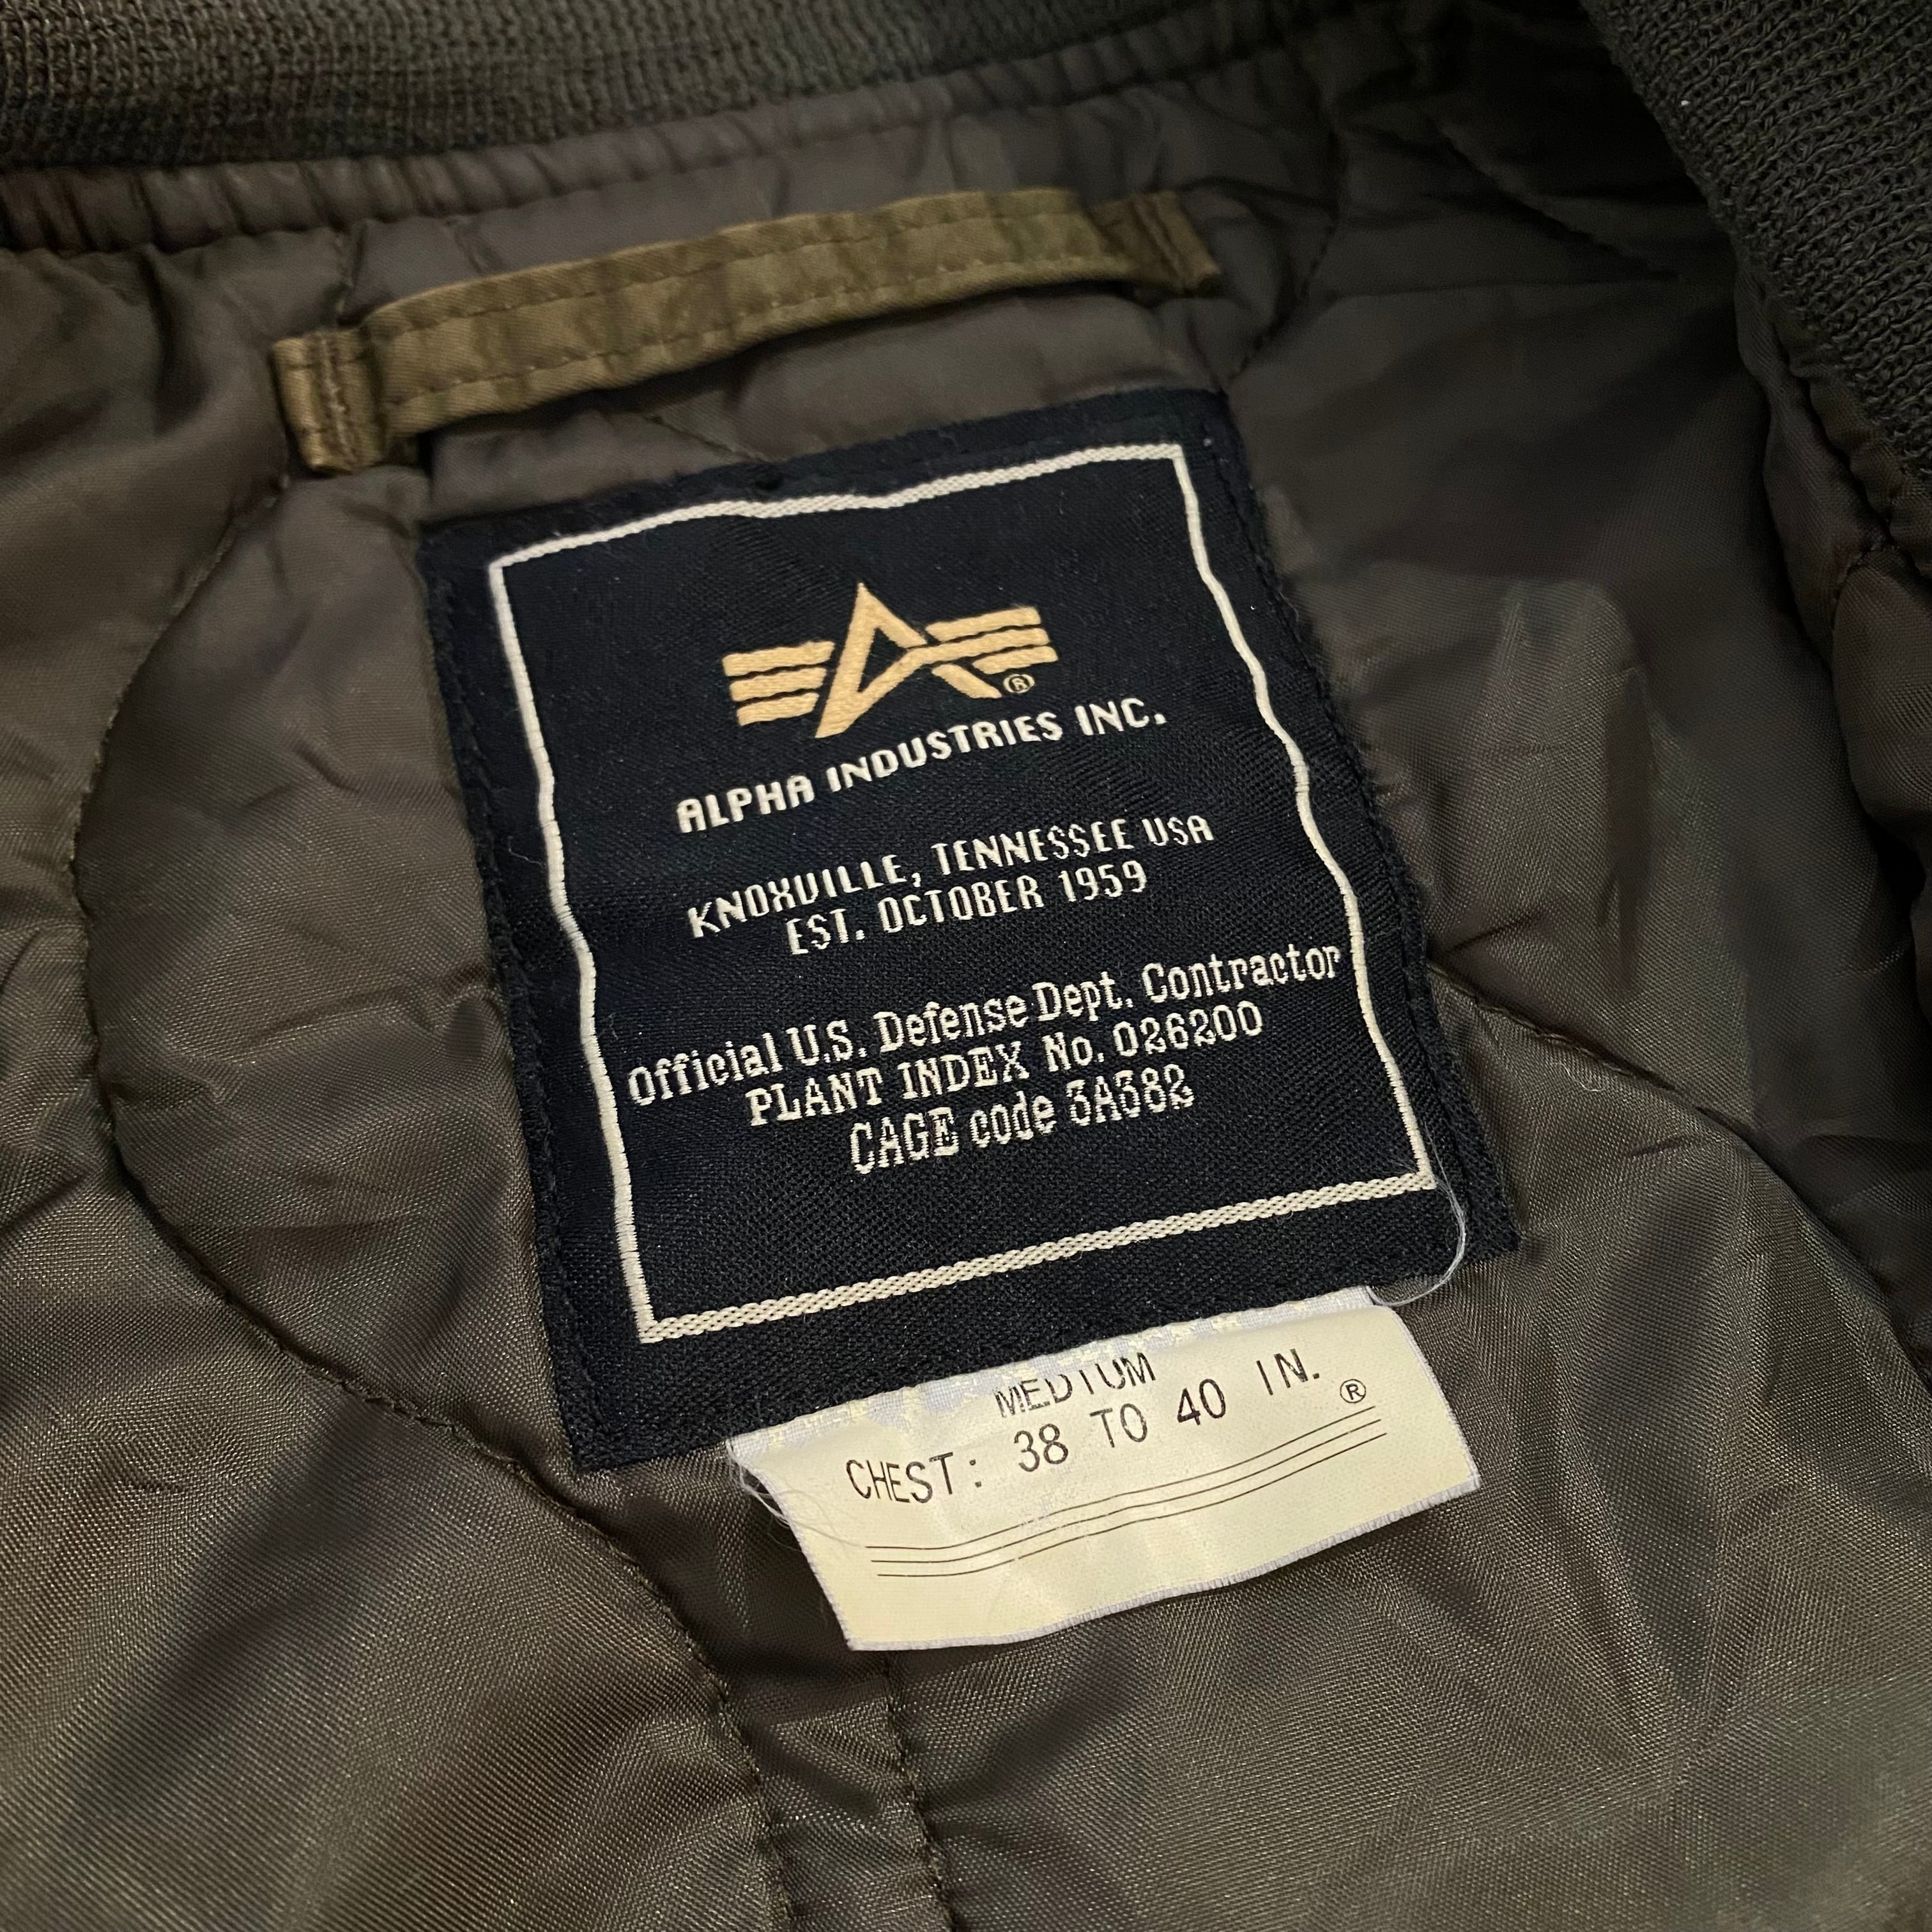 ®
ALPHA INDUSTRIES INC.
KNOXVILLE, TENNESSEE USA
EST. OCTOBER 1959
Official U.S. Defense Dept. Contractor
PLANT INDEX No. 026200
CAGE code 3A382
MEDIUM
CHEST: 38 TO 40 IN.
®